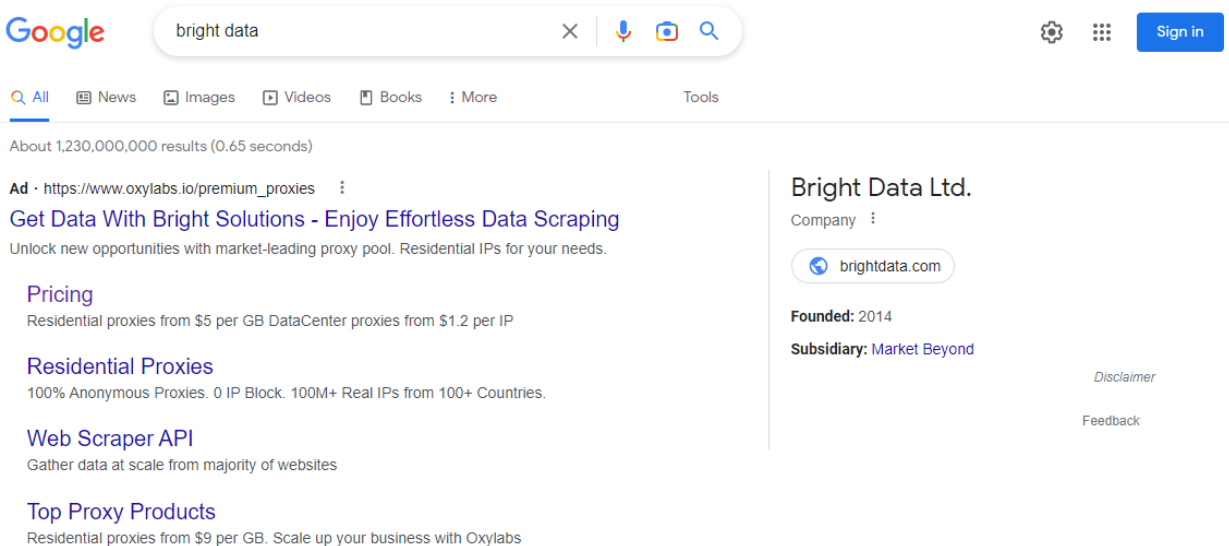 Google
bright data
Sign in
All News Images Videos Books More Tools
About 1,230,000,000 results (0.65 seconds)
Ad · https://www.oxylabs.io/premium_proxies
Get Data With Bright Solutions - Enjoy Effortless Data Scraping
Unlock new opportunities with market-leading proxy pool. Residential IPs for your needs.
Pricing
Residential proxies from $5 per GB DataCenter proxies from $1.2 per IP
Residential Proxies
100% Anonymous Proxies. 0 IP Block. 100M+ Real IPs from 100+ Countries.
Web Scraper API
Gather data at scale from majority of websites
Top Proxy Products
Residential proxies from $9 per GB. Scale up your business with Oxylabs
Bright Data Ltd.
Company
brightdata.com
Founded: 2014
Subsidiary: Market Beyond
Disclaimer
Feedback